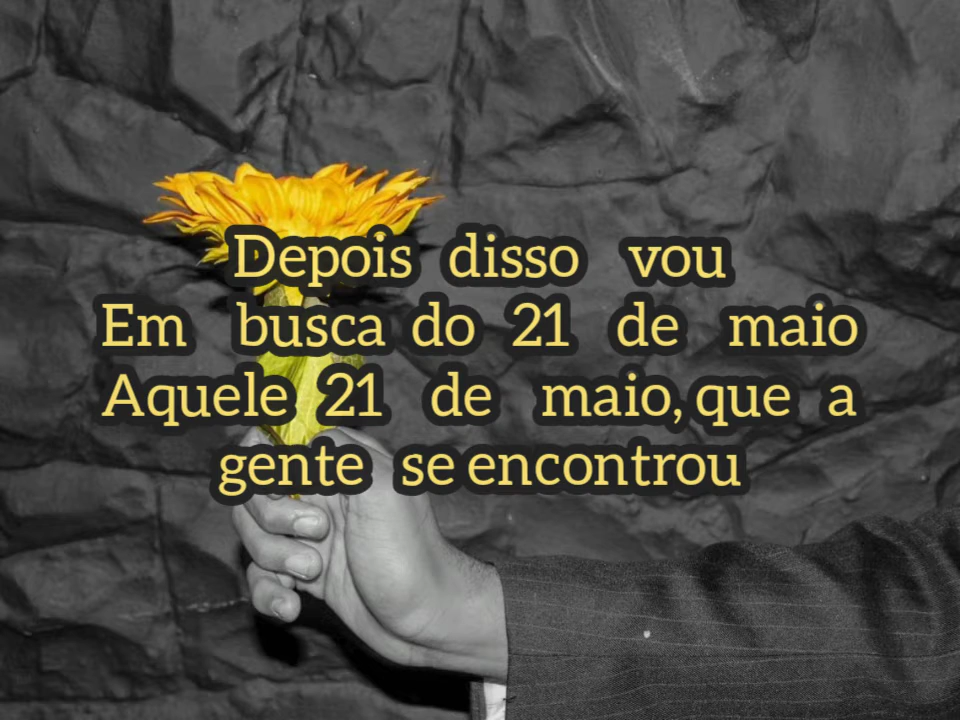 Depois disso vou
Em busca do 21 de maio
Aquele 21 de maio, que a
gente se encontrou